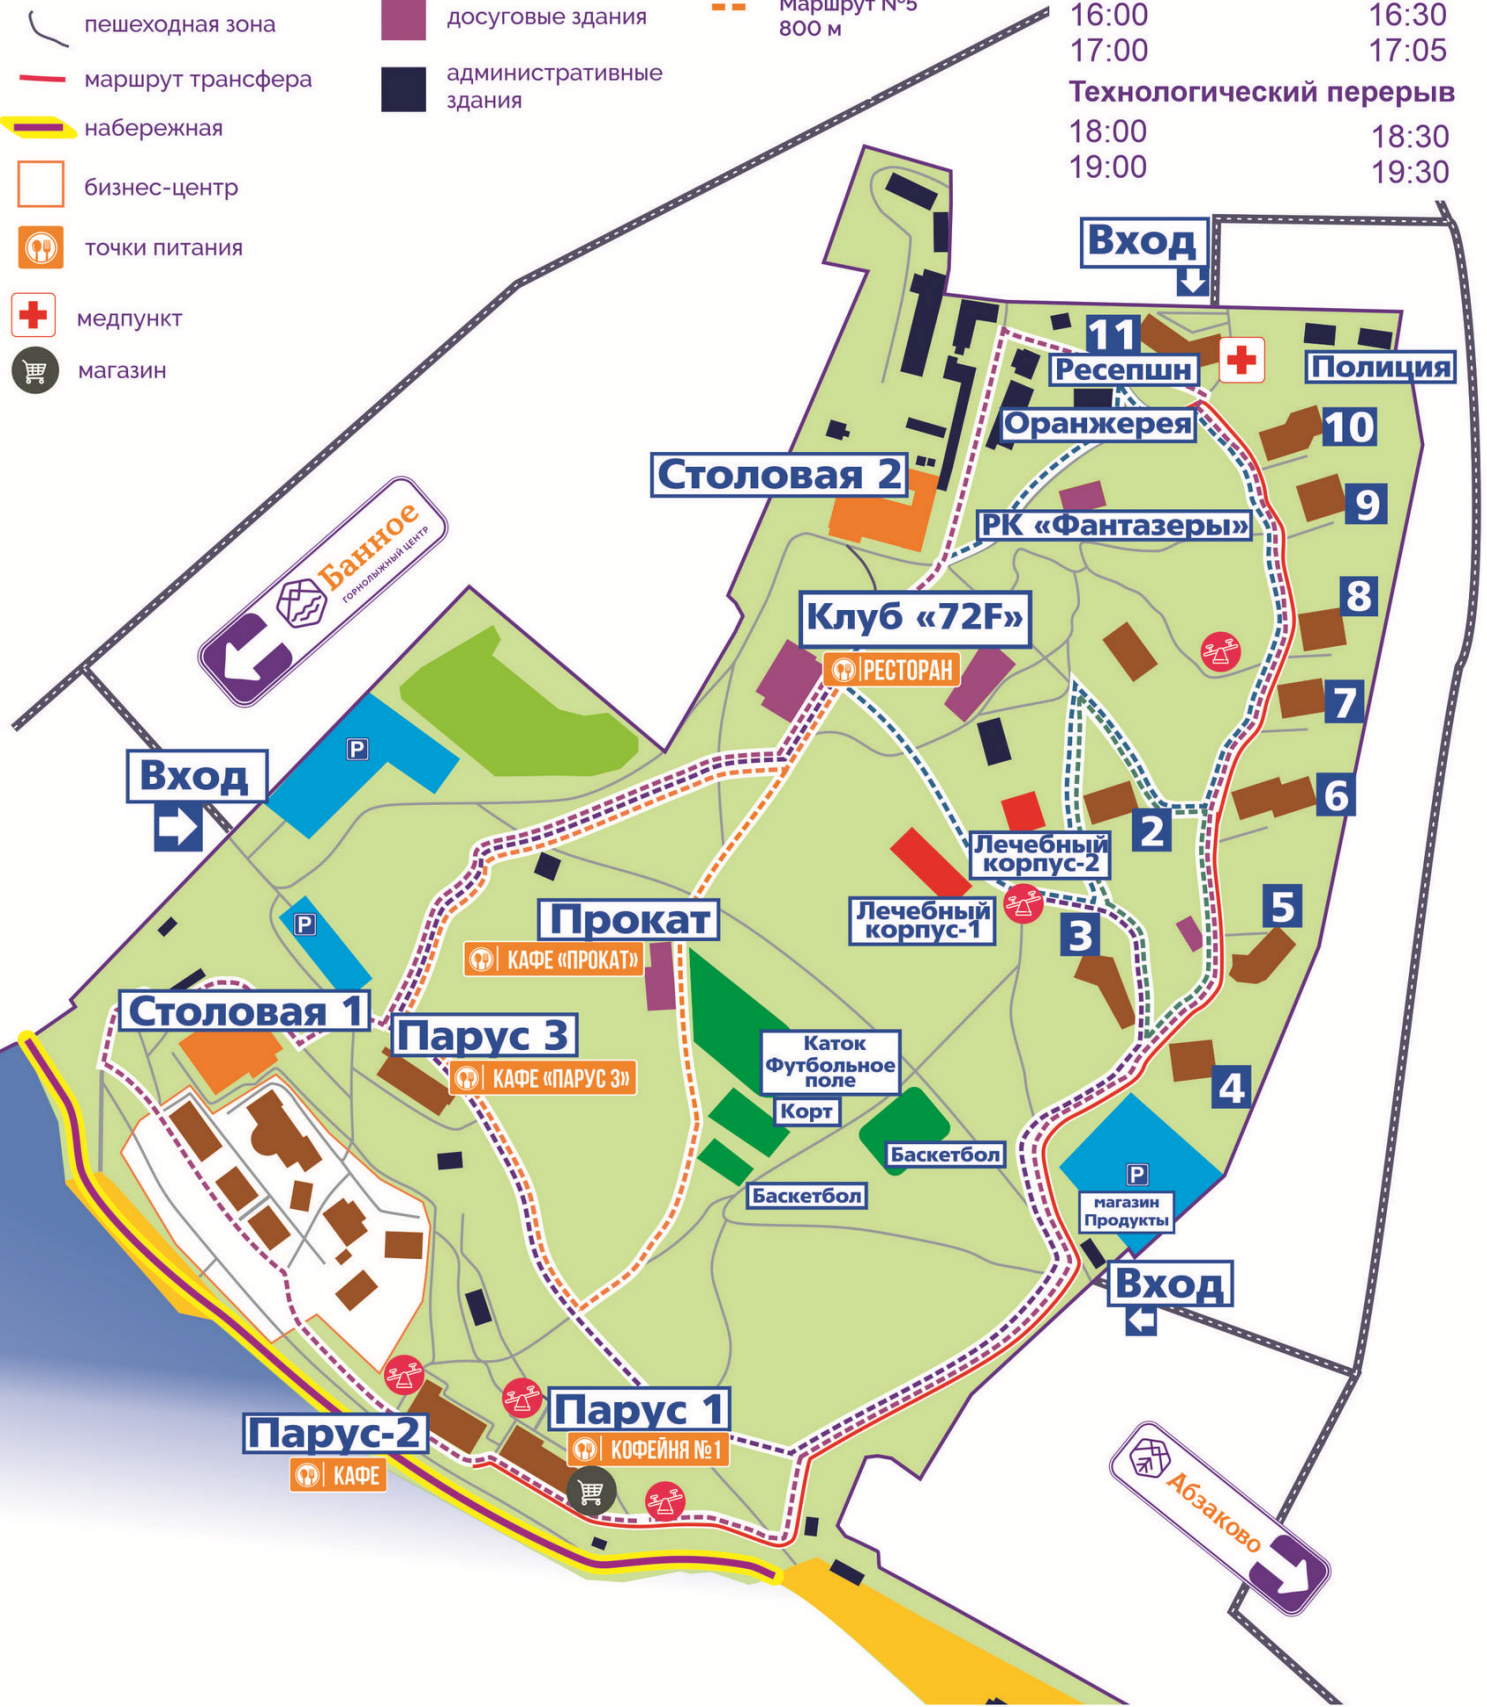 пешеходная зона
маршрут трансфера
набережная
бизнес-центр
точки питания
медпункт
магазин
досуговые здания
административные
здания
Маршрут №5
800 м
16:00 16:30
17:00 17:05
Технологический перерыв
18:00 18:30
19:00 19:30
Вход
11
Ресепшн
Полиция
Оранжерея
10
Столовая 2
9
РК «Фантазеры»
Банное
ГОРНОЛЫЖНЫЙ ЦЕНТР
8
Клуб «72F»
РЕСТОРАН
7
P
Вход
6
2
Лечебный
корпус-2
Лечебный
корпус-1
5
3
Прокат
КАФЕ «ПРОКАТ»
P
Столовая 1
Парус 3
КАФЕ «ПАРУС 3»
Каток
Футбольное
поле
4
Корт
Баскетбол
Баскетбол
P
магазин
Продукты
Вход
Парус 1
КОФЕЙНЯ №1
Парус-2
КАФЕ
Абзаково